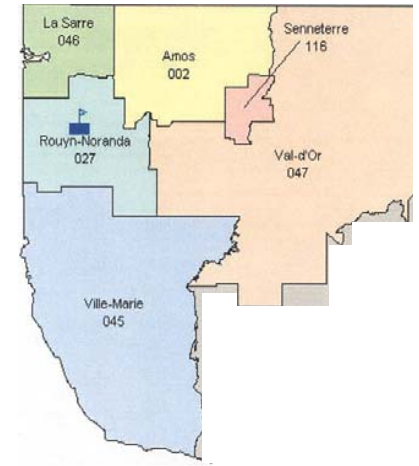 La Sarre
046
Amos
002
Senneterre
116
Rouyn-Noranda
027
Val-d'Or
047
Ville-Marie
045